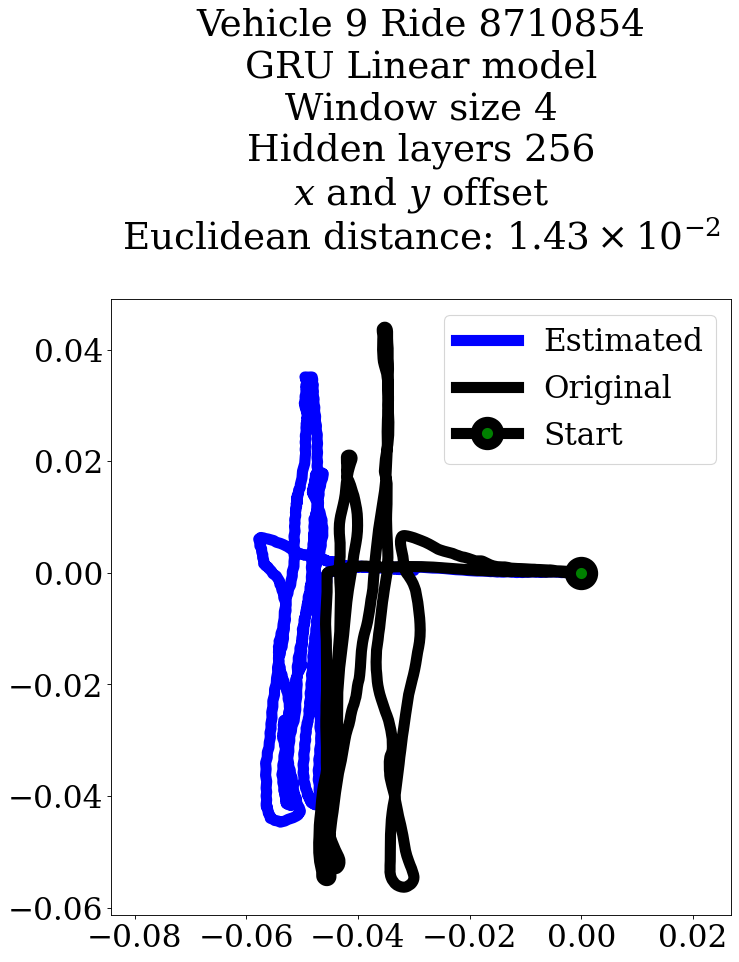 Vehicle 9 Ride 8710854
GRU Linear model
Window size 4
Hidden layers 256
x and y offset
Euclidean distance: 1.43 × 10⁻²
Estimated
Original
Start
0.04
0.02
0.00
−0.02
−0.04
−0.06
−0.08 −0.06 −0.04 −0.02 0.00 0.02